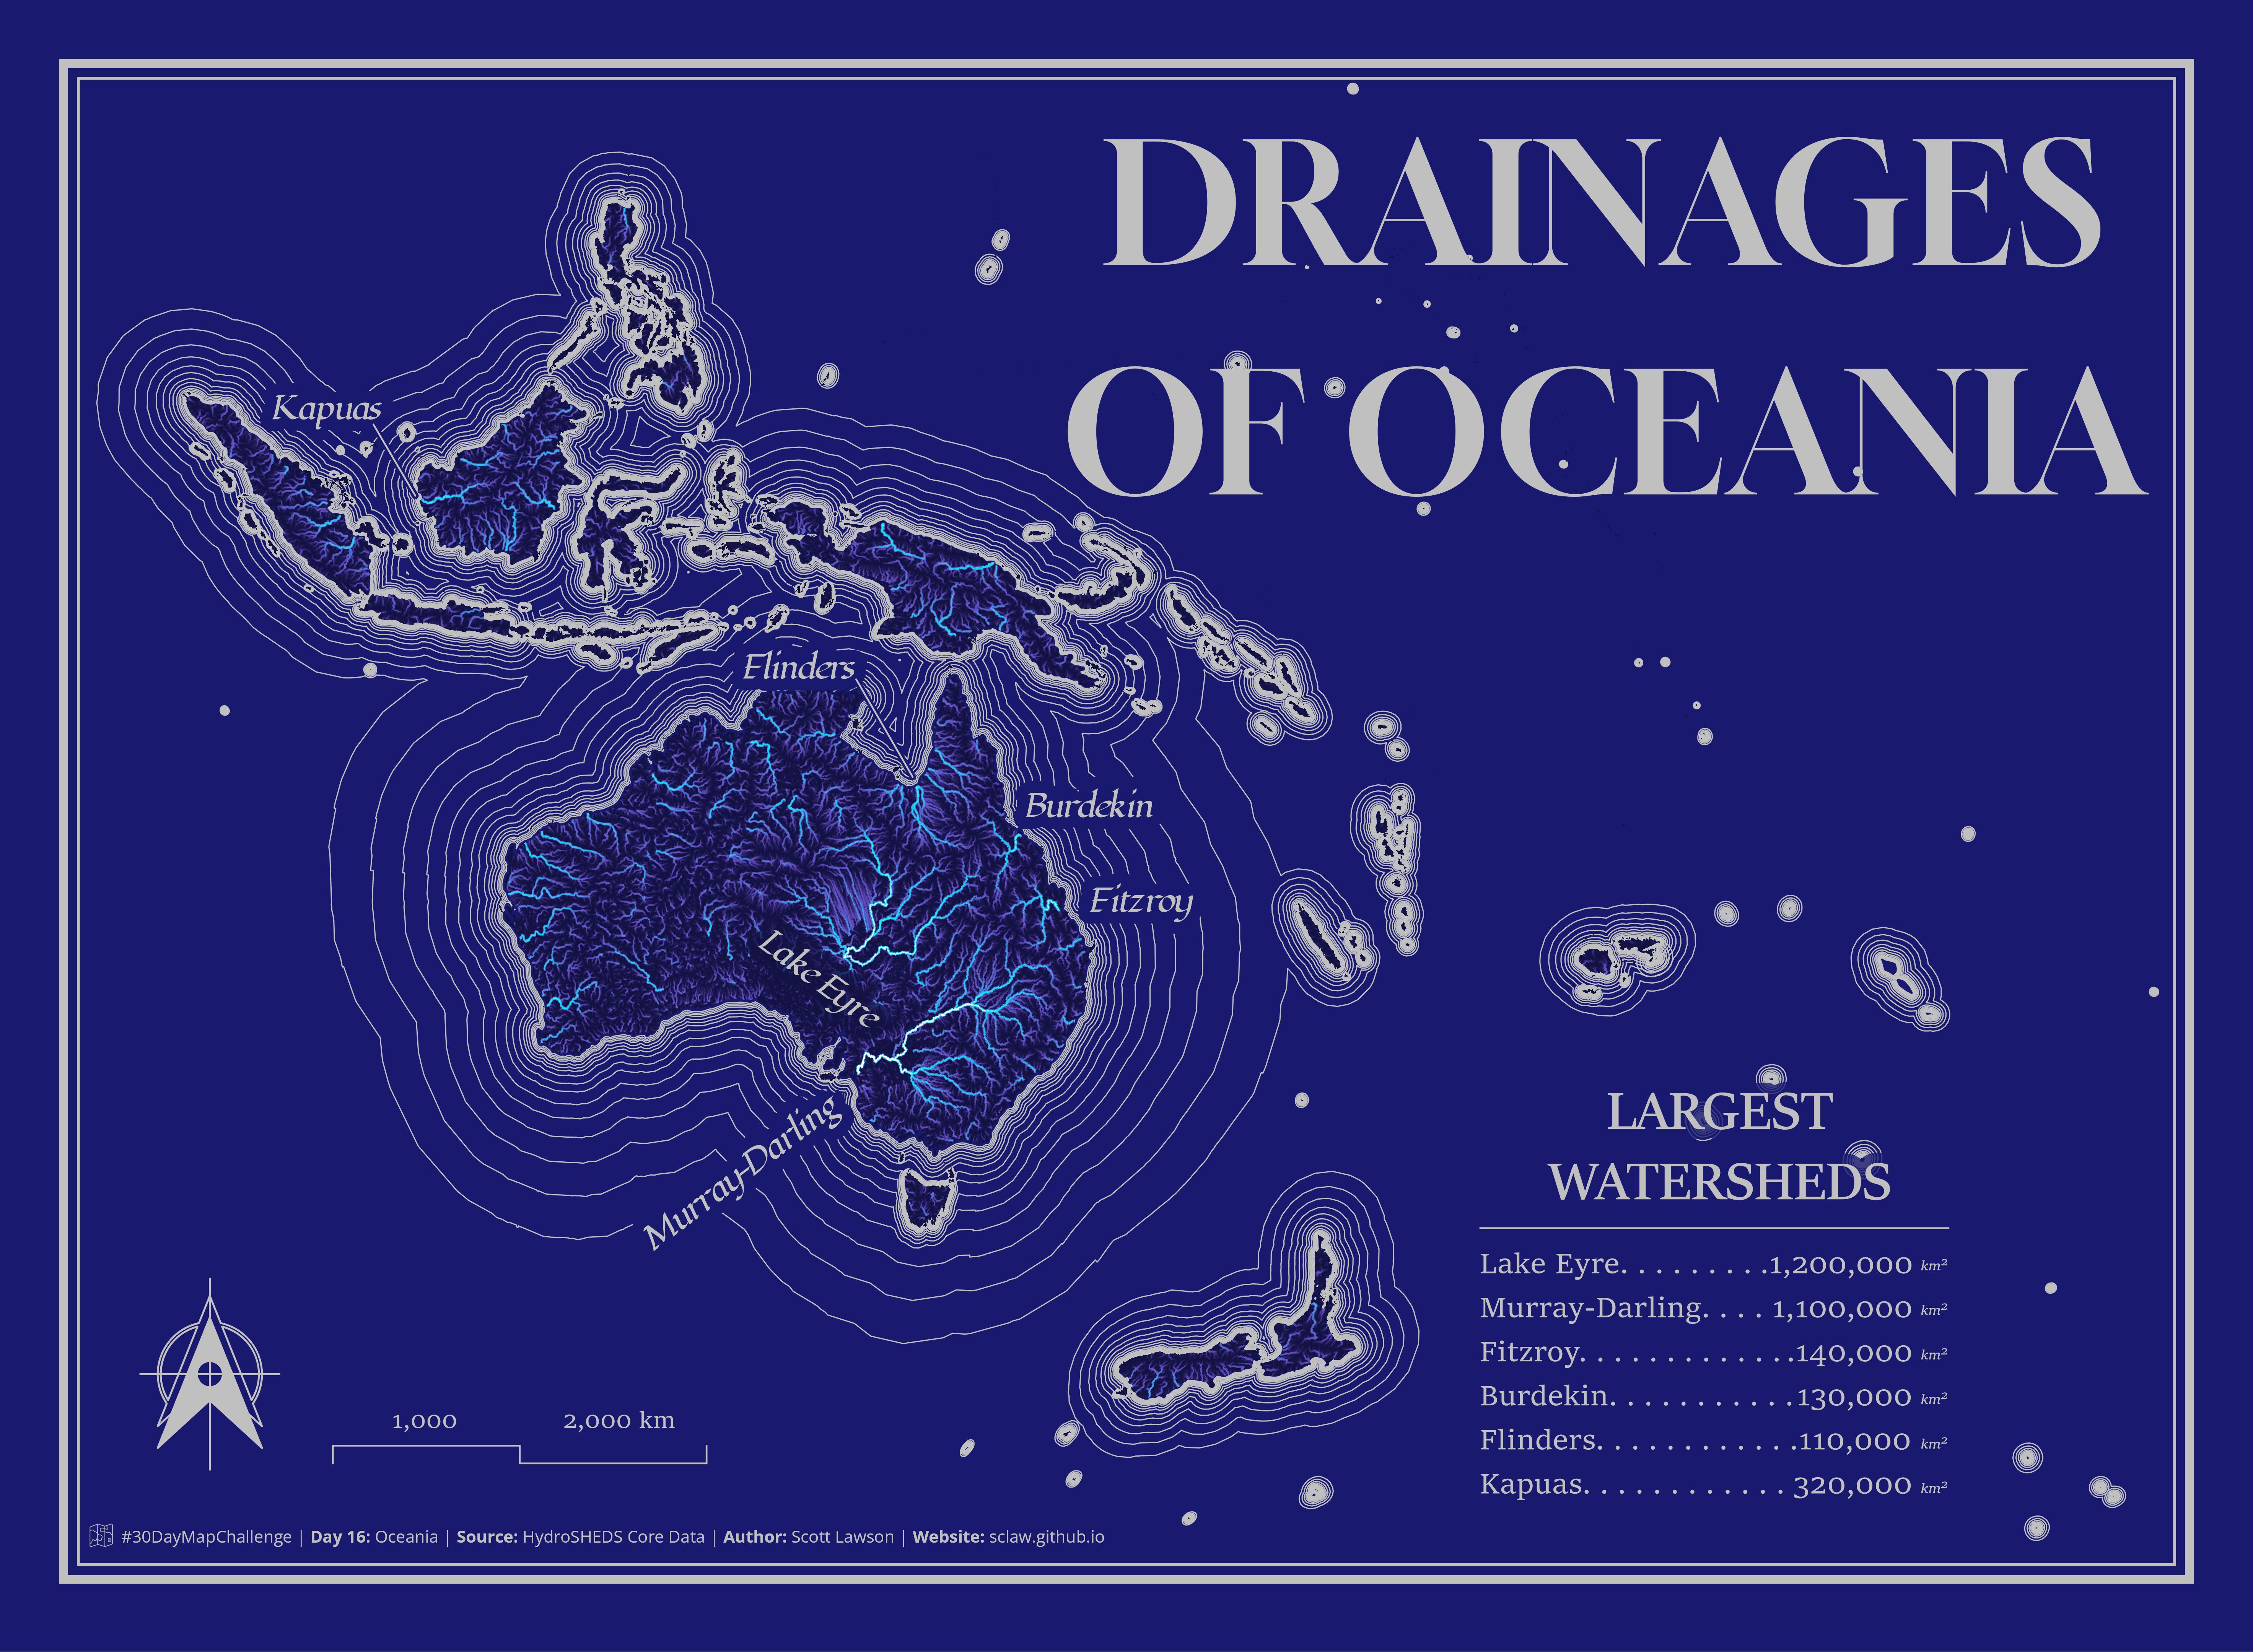 DRAINAGES
OF OCEANIA
Kapuas
Flinders
Burdekin
Fitzroy
Lake Eyre
Murray-Darling
LARGEST
WATERSHEDS
Lake Eyre. . . . . . . . .1,200,000 km²
Murray-Darling. . . . 1,100,000 km²
Fitzroy. . . . . . . . . . . . .140,000 km²
Burdekin. . . . . . . . . . .130,000 km²
Flinders. . . . . . . . . . . .110,000 km²
Kapuas. . . . . . . . . . . . 320,000 km²
1,000 2,000 km
#30DayMapChallenge | Day 16: Oceania | Source: HydroSHEDS Core Data | Author: Scott Lawson | Website: sclaw.github.io